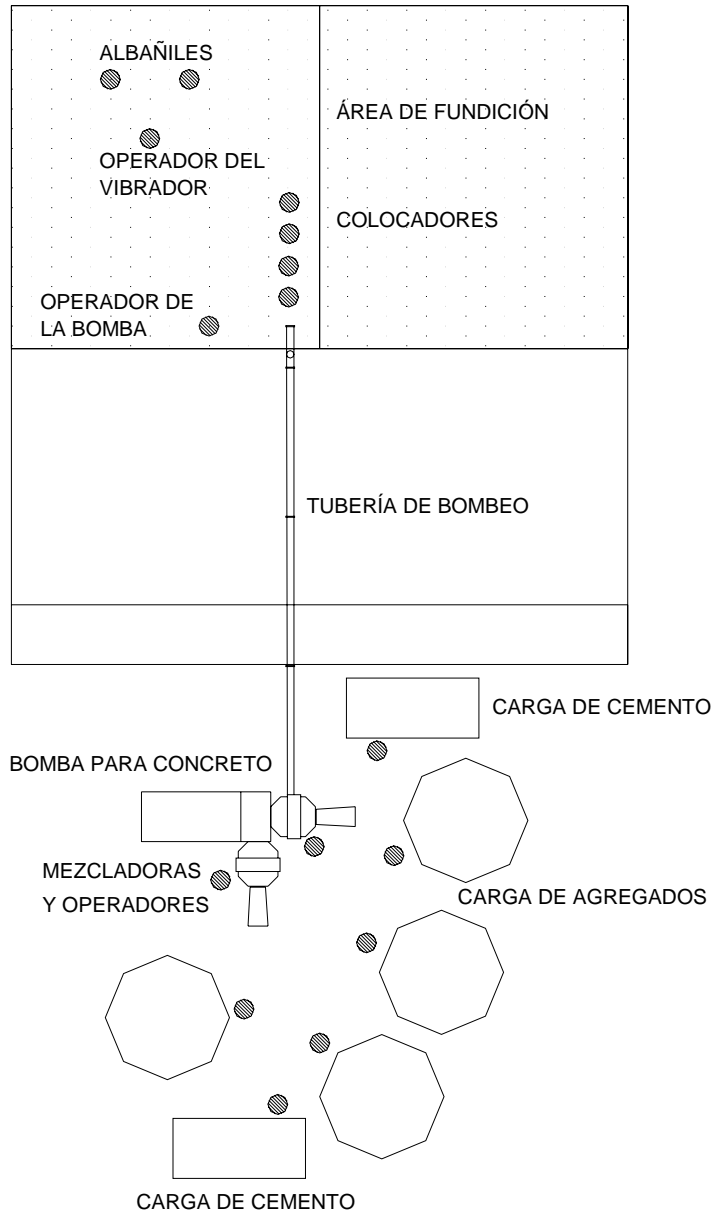 ALBAÑILES
ÁREA DE FUNDICIÓN
OPERADOR DEL
VIBRADOR
COLOCADORES
OPERADOR DE
LA BOMBA
TUBERÍA DE BOMBEO
CARGA DE CEMENTO
BOMBA PARA CONCRETO
MEZCLADORAS
Y OPERADORES
CARGA DE AGREGADOS
CARGA DE CEMENTO